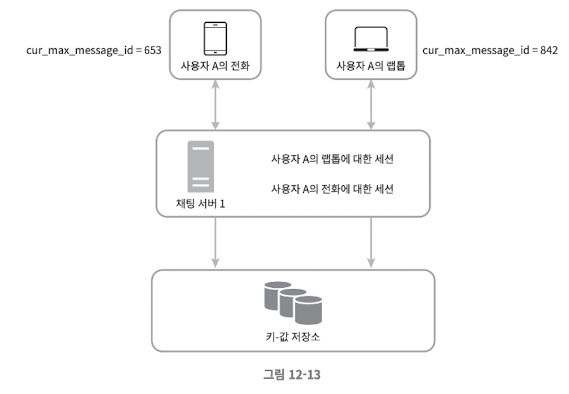 cur_max_message_id = 653
사용자 A의 전화
사용자 A의 랩톱
cur_max_message_id = 842
사용자 A의 랩톱에 대한 세션
사용자 A의 전화에 대한 세션
채팅 서버 1
키-값 저장소
그림 12-13